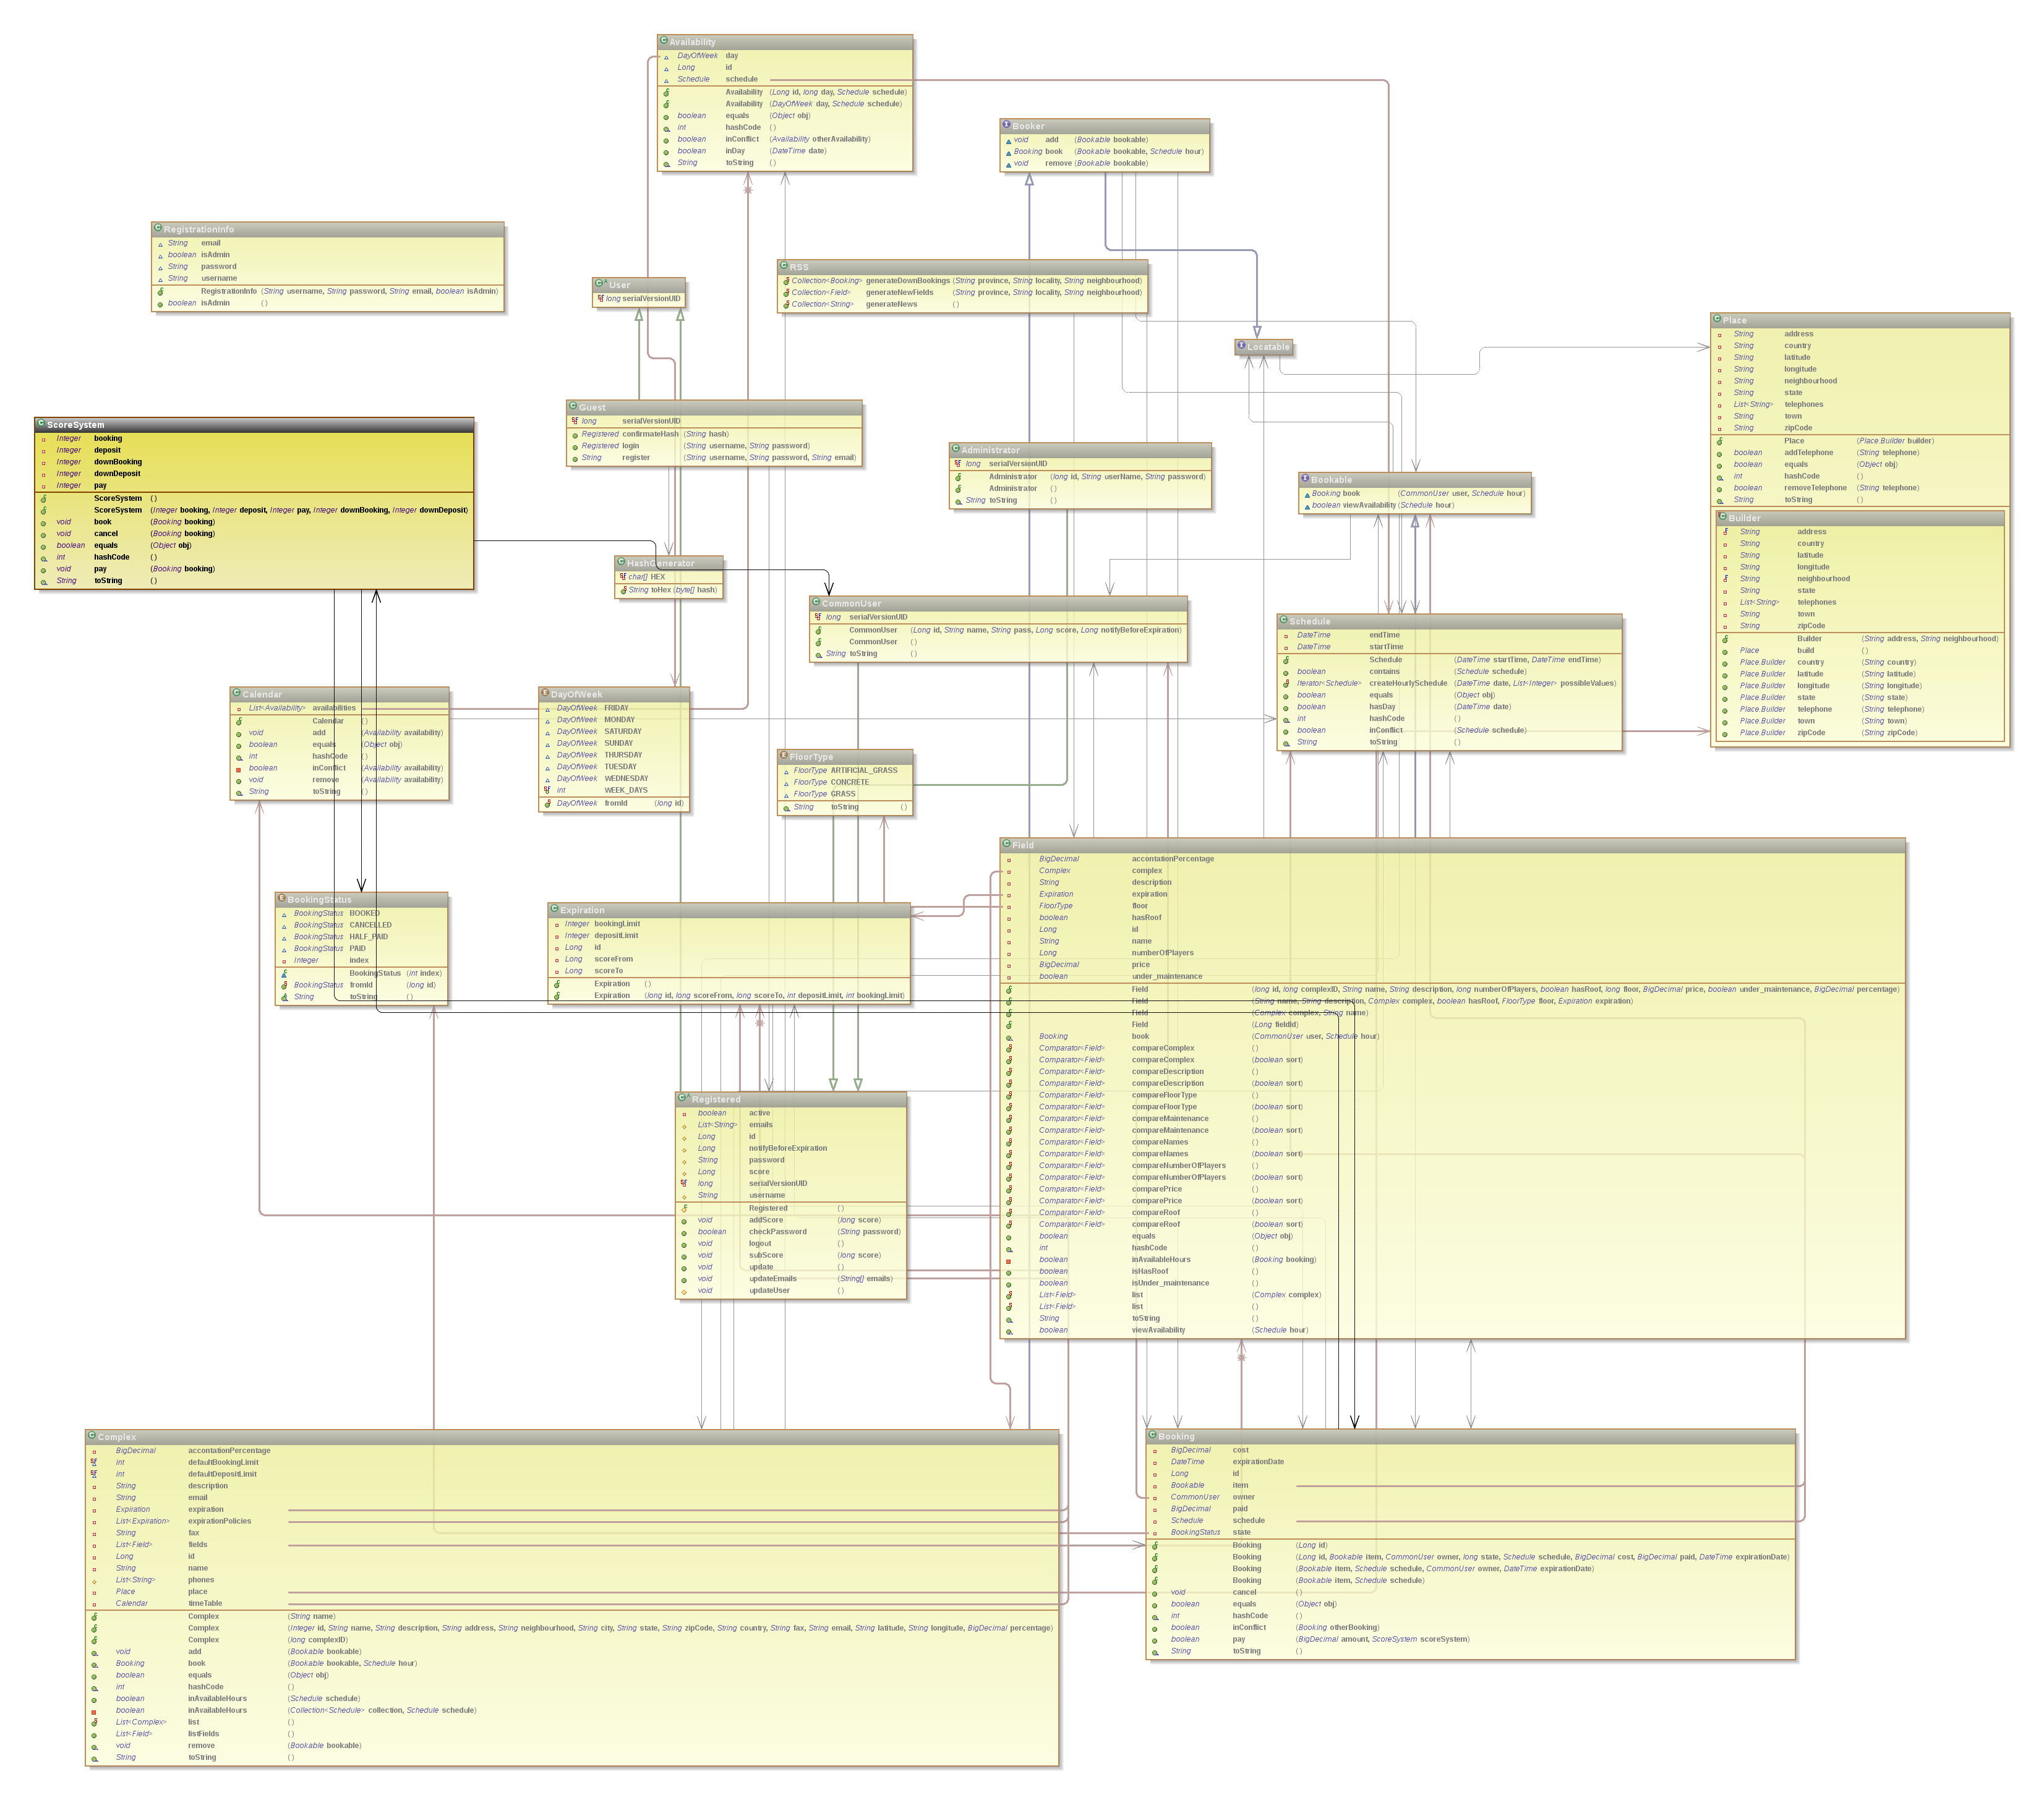 Availability
DayOfWeek day
Long id
Schedule schedule
Availability (Long id, long day, Schedule schedule)
Availability (DayOfWeek day, Schedule schedule)
boolean equals (Object obj)
int hashCode ( )
boolean inConflict (Availability otherAvailability)
boolean inDay (DateTime date)
String toString ( )
Booker
void add (Bookable bookable)
Booking book (Bookable bookable, Schedule hour)
void remove (Bookable bookable)
RegistrationInfo
String email
boolean isAdmin
String password
String username
RegistrationInfo (String username, String password, String email, boolean isAdmin)
boolean isAdmin ( )
User
long serialVersionUID
RSS
Collection<Booking> generateDownBookings (String province, String locality, String neighbourhood)
Collection<Field> generateNewFields (String province, String locality, String neighbourhood)
Collection<String> generateNews ( )
Locatable
Place
String address
String country
String latitude
String longitude
String neighbourhood
String state
List<String> telephones
String town
String zipCode
Place (Place.Builder builder)
boolean addTelephone (String telephone)
boolean equals (Object obj)
int hashCode ( )
boolean removeTelephone (String telephone)
String toString ( )
Builder
String address
String country
String latitude
String longitude
String neighbourhood
String state
List<String> telephones
String town
String zipCode
Builder (String address, String neighbourhood)
Place build ( )
Place.Builder country (String country)
Place.Builder latitude (String latitude)
Place.Builder longitude (String longitude)
Place.Builder state (String state)
Place.Builder telephone (String telephone)
Place.Builder town (String town)
Place.Builder zipCode (String zipCode)
ScoreSystem
Integer booking
Integer deposit
Integer downBooking
Integer downDeposit
Integer pay
ScoreSystem ( )
ScoreSystem (Integer booking, Integer deposit, Integer pay, Integer downBooking, Integer downDeposit)
void book (Booking booking)
void cancel (Booking booking)
boolean equals (Object obj)
int hashCode ( )
void pay (Booking booking)
String toString ( )
Guest
long serialVersionUID
Registered confirmateHash (String hash)
Registered login (String username, String password)
String register (String username, String password, String email)
Administrator
long serialVersionUID
Administrator (long id, String userName, String password)
Administrator ( )
String toString ( )
Bookable
Booking book (CommonUser user, Schedule hour)
boolean viewAvailability (Schedule hour)
HashGenerator
char[] HEX
String toHex (byte[] hash)
CommonUser
long serialVersionUID
CommonUser (Long id, String name, String pass, Long score, Long notifyBeforeExpiration)
CommonUser ( )
String toString ( )
Schedule
DateTime endTime
DateTime startTime
Schedule (DateTime startTime, DateTime endTime)
boolean contains (Schedule schedule)
Iterator<Schedule> createHourlySchedule (DateTime date, List<Integer> possibleValues)
boolean equals (Object obj)
boolean hasDay (DateTime date)
int hashCode ( )
boolean inConflict (Schedule schedule)
String toString ( )
Calendar
List<Availability> availabilities
Calendar ( )
void add (Availability availability)
boolean equals (Object obj)
int hashCode ( )
boolean inConflict (Availability availability)
void remove (Availability availability)
String toString ( )
DayOfWeek
DayOfWeek FRIDAY
DayOfWeek MONDAY
DayOfWeek SATURDAY
DayOfWeek SUNDAY
DayOfWeek THURSDAY
DayOfWeek TUESDAY
DayOfWeek WEDNESDAY
int WEEK_DAYS
DayOfWeek fromId (long id)
FloorType
FloorType ARTIFICIAL_GRASS
FloorType CONCRETE
FloorType GRASS
String toString ( )
BookingStatus
BookingStatus BOOKED
BookingStatus CANCELLED
BookingStatus HALF_PAID
BookingStatus PAID
Integer index
BookingStatus (int index)
BookingStatus fromId (long id)
String toString ( )
Expiration
Integer bookingLimit
Integer depositLimit
Long id
Long scoreFrom
Long scoreTo
Expiration ( )
Expiration (long id, long scoreFrom, long scoreTo, int depositLimit, int bookingLimit)
Field
BigDecimal accontationPercentage
Complex complex
String description
Expiration expiration
FloorType floor
boolean hasRoof
Long id
String name
Long numberOfPlayers
BigDecimal price
boolean under_maintenance
Field (long id, long complexID, String name, String description, long numberOfPlayers, boolean hasRoof, long floor, BigDecimal price, boolean under_maintenance, BigDecimal percentage)
Field (String name, String description, Complex complex, boolean hasRoof, FloorType floor, Expiration expiration)
Field (Complex complex, String name)
Field (Long fieldId)
Booking book (CommonUser user, Schedule hour)
Comparator<Field> compareComplex ( )
Comparator<Field> compareComplex (boolean sort)
Comparator<Field> compareDescription ( )
Comparator<Field> compareDescription (boolean sort)
Comparator<Field> compareFloorType ( )
Comparator<Field> compareFloorType (boolean sort)
Comparator<Field> compareMaintenance ( )
Comparator<Field> compareMaintenance (boolean sort)
Comparator<Field> compareNames ( )
Comparator<Field> compareNames (boolean sort)
Comparator<Field> compareNumberOfPlayers ( )
Comparator<Field> compareNumberOfPlayers (boolean sort)
Comparator<Field> comparePrice ( )
Comparator<Field> comparePrice (boolean sort)
Comparator<Field> compareRoof ( )
Comparator<Field> compareRoof (boolean sort)
boolean equals (Object obj)
int hashCode ( )
boolean inAvailableHours (Booking booking)
boolean isHasRoof ( )
boolean isUnder_maintenance ( )
List<Field> list (Complex complex)
List<Field> list ( )
String toString ( )
boolean viewAvailability (Schedule hour)
Registered
boolean active
List<String> emails
Long id
Long notifyBeforeExpiration
String password
Long score
long serialVersionUID
String username
Registered ( )
void addScore (long score)
boolean checkPassword (String password)
void logout ( )
void subScore (long score)
void update ( )
void updateEmails (String[] emails)
void updateUser ( )
Complex
BigDecimal accontationPercentage
int defaultBookingLimit
int defaultDepositLimit
String description
String email
Expiration expiration
List<Expiration> expirationPolicies
String fax
List<Field> fields
Long id
String name
List<String> phones
Place place
Calendar timeTable
Complex (String name)
Complex (Integer id, String name, String description, String address, String neighbourhood, String city, String state, String zipCode, String country, String fax, String email, String latitude, String longitude, BigDecimal percentage)
Complex (long complexID)
void add (Bookable bookable)
Booking book (Bookable bookable, Schedule hour)
boolean equals (Object obj)
int hashCode ( )
boolean inAvailableHours (Schedule schedule)
boolean inAvailableHours (Collection<Schedule> collection, Schedule schedule)
List<Complex> list ( )
List<Field> listFields ( )
void remove (Bookable bookable)
String toString ( )
Booking
BigDecimal cost
DateTime expirationDate
Long id
Bookable item
CommonUser owner
BigDecimal paid
Schedule schedule
BookingStatus state
Booking (Long id)
Booking (Long id, Bookable item, CommonUser owner, long state, Schedule schedule, BigDecimal cost, BigDecimal paid, DateTime expirationDate)
Booking (Bookable item, Schedule schedule, CommonUser owner, DateTime expirationDate)
Booking (Bookable item, Schedule schedule)
void cancel ( )
boolean equals (Object obj)
int hashCode ( )
boolean inConflict (Booking otherBooking)
boolean pay (BigDecimal amount, ScoreSystem scoreSystem)
String toString ( )